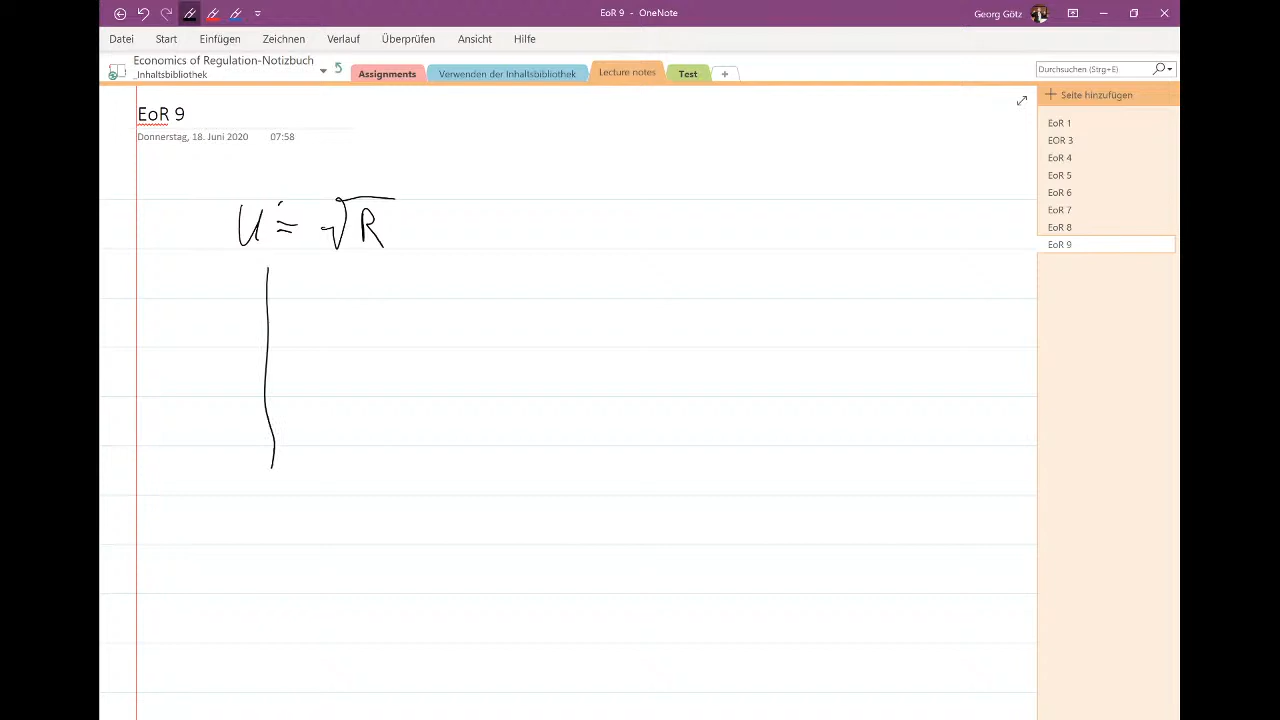 EoR 9 - OneNote
Georg Götz
Datei Start Einfügen Zeichnen Verlauf Überprüfen Ansicht Hilfe
Economics of Regulation-Notizbuch
_Inhaltsbibliothek
Assignments Verwenden der Inhaltsbibliothek Lecture notes Test +
Durchsuchen (Strg+E)
Seite hinzufügen
EoR 1
EOR 3
EoR 4
EoR 5
EoR 6
EoR 7
EoR 8
EoR 9
EoR 9
Donnerstag, 18. Juni 2020 07:58
U = √R